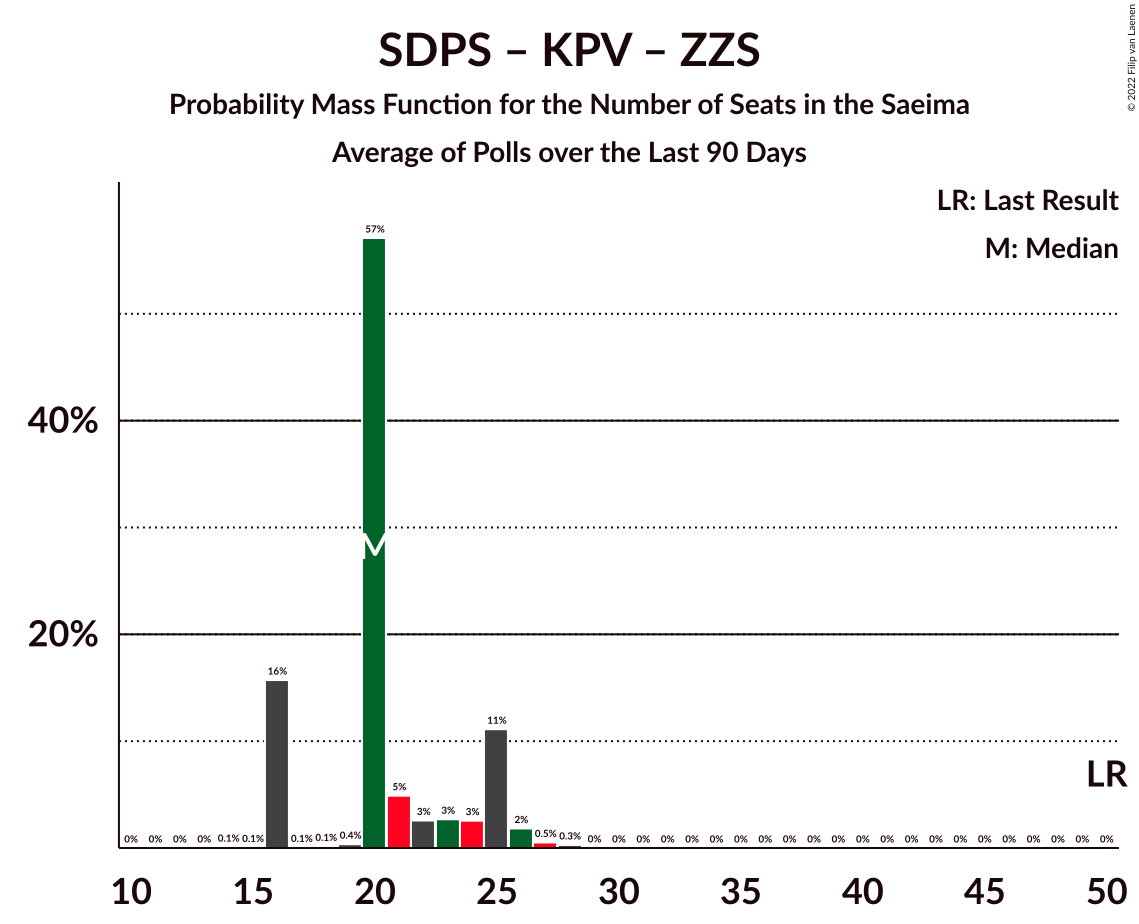 SDPS – KPV – ZZS
Probability Mass Function for the Number of Seats in the Saeima
Average of Polls over the Last 90 Days
© 2022 Filip van Laenen
LR: Last Result
M: Median
57%
40%
M
20%
16%
11%
LR
5%
3%
3%
3%
2%
0% 0% 0% 0% 0.1% 0.1% 0.1% 0.1% 0.4% 0.5% 0.3% 0% 0% 0% 0% 0% 0% 0% 0% 0% 0% 0% 0% 0% 0% 0% 0% 0% 0% 0% 0% 0% 0%
10 15 20 25 30 35 40 45 50